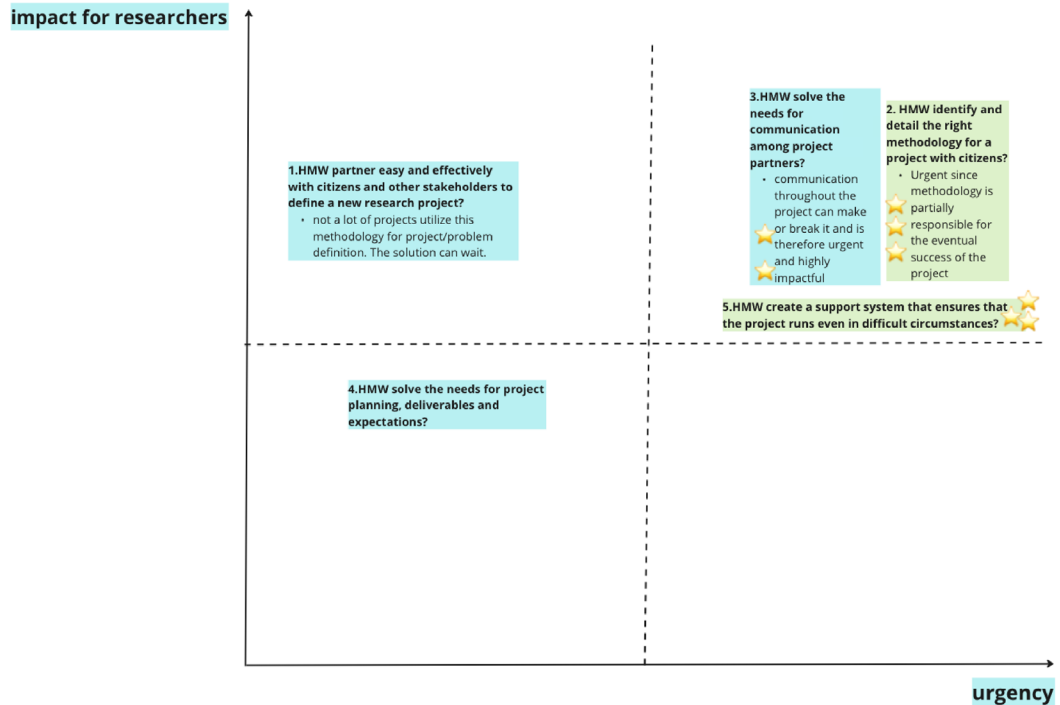 impact for researchers
3.HMW solve the
needs for
communication
among project
partners?
• communication
throughout the
project can make
or break it and is
therefore urgent
and highly
impactful
2. HMW identify and
detail the right
methodology for a
project with citizens?
• Urgent since
methodology is
partially
responsible for
the eventual
success of the
project
1.HMW partner easy and effectively
with citizens and other stakeholders to
define a new research project?
• not a lot of projects utilize this
methodology for project/problem
definition. The solution can wait.
5.HMW create a support system that ensures that
the project runs even in difficult circumstances?
4.HMW solve the needs for project
planning, deliverables and
expectations?
urgency